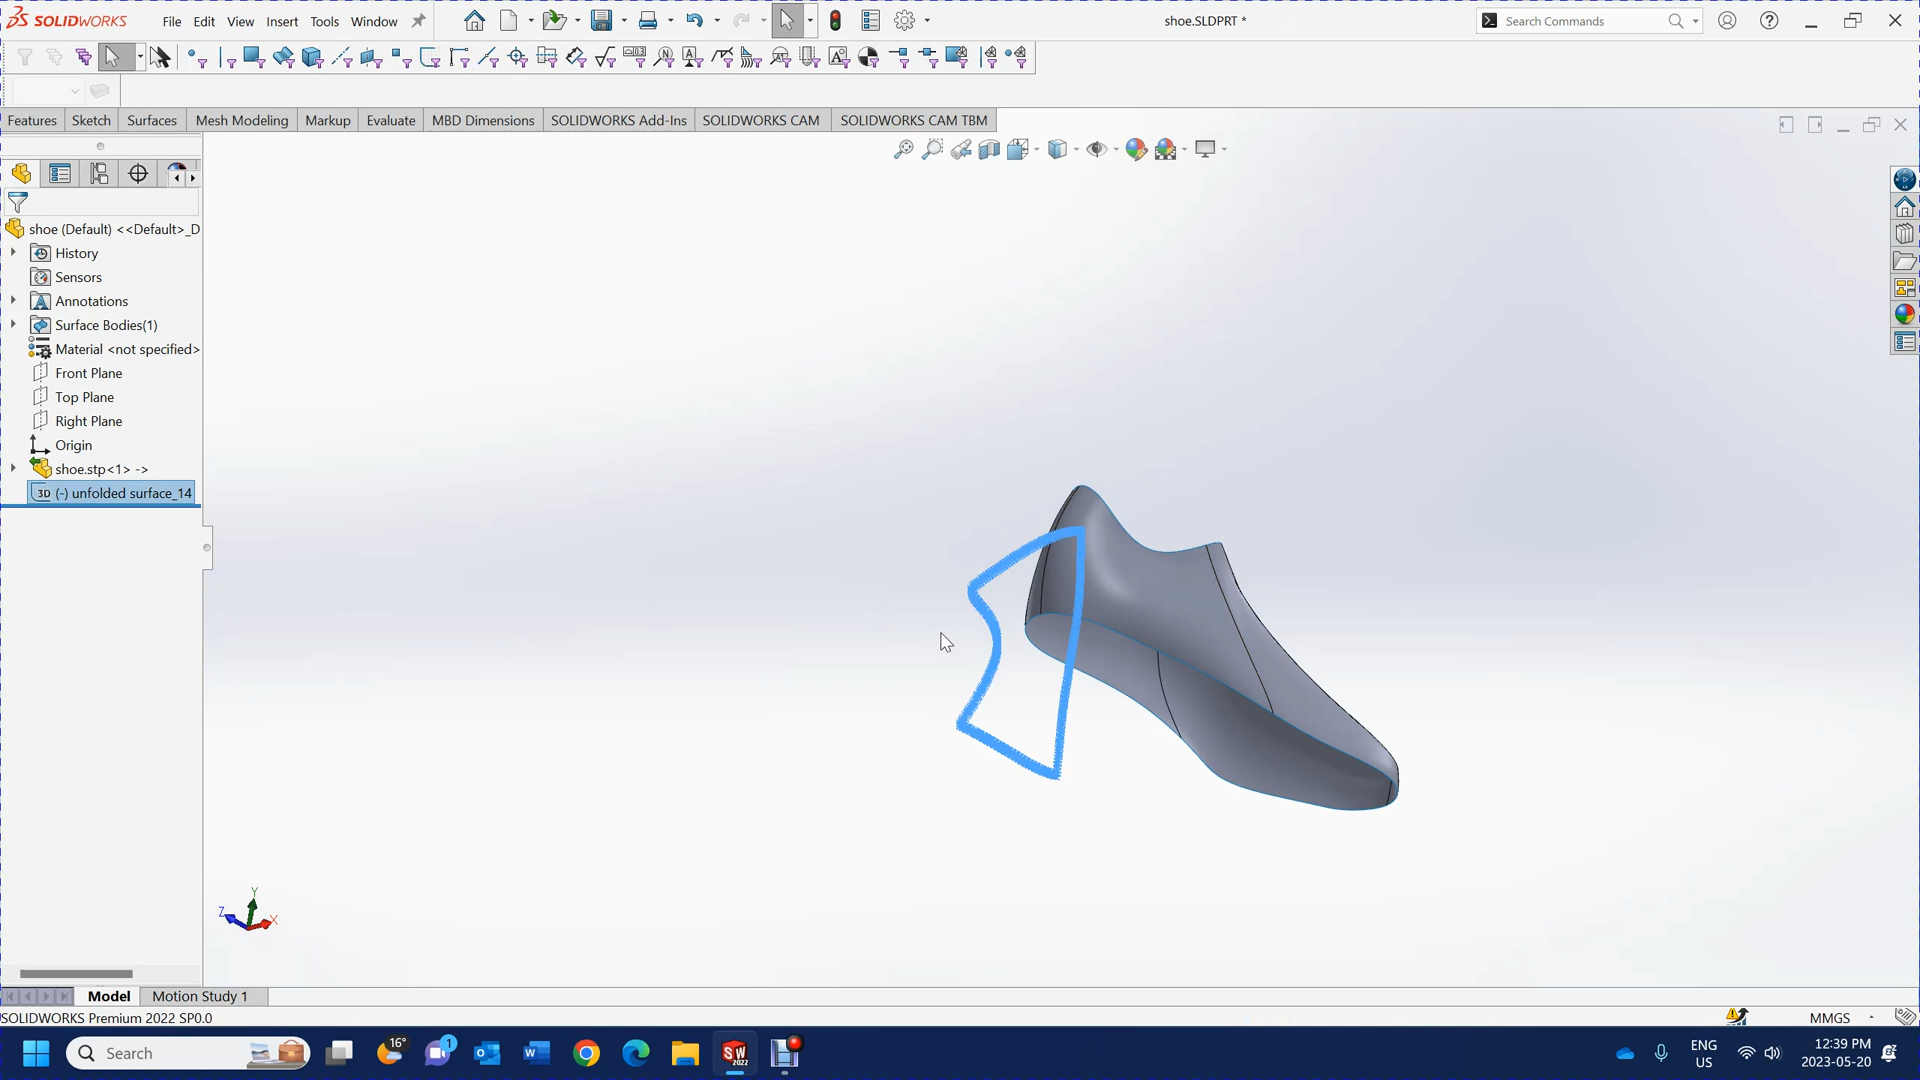 SOLIDWORKS File Edit View Insert Tools Window shoe.SLDPRT * Search Commands
Features Sketch Surfaces Mesh Modeling Markup Evaluate MBD Dimensions SOLIDWORKS Add-Ins SOLIDWORKS CAM SOLIDWORKS CAM TBM
shoe (Default) <<Default>_D
History
Sensors
Annotations
Surface Bodies(1)
Material <not specified>
Front Plane
Top Plane
Right Plane
Origin
shoe.stp<1> ->
3D (-) unfolded surface_14
Y
Z X
Model Motion Study 1
SOLIDWORKS Premium 2022 SP0.0 MMGS
Search 16° 1 SW 2022 ENG US 12:39 PM 2023-05-20